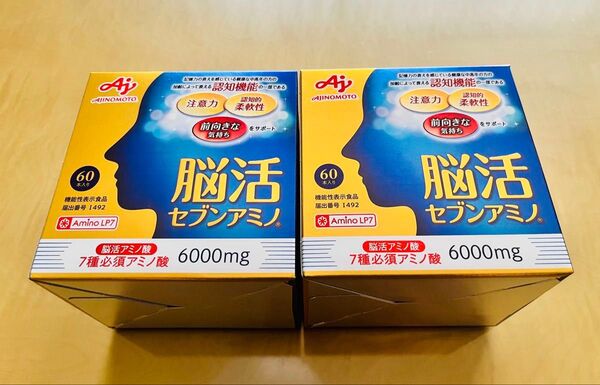 Aj
AJINOMOTO
記憶力の衰えを感じている健康な中高年の方の
加齢によって衰える認知機能の一部である
注意力
認知的
柔軟性
前向きな
気持ち
をサポート
60
本入り
機能性表示食品
届出番号 I492
Amino LP7
脳活
セブンアミノ®
脳活アミノ酸
7種必須アミノ酸
6000mg
Aj
AJINOMOTO
記憶力の衰えを感じている健康な中高年の方の
加齢によって衰える認知機能の一部である
注意力
認知的
柔軟性
前向きな
気持ち
をサポート
60
本入り
機能性表示食品
届出番号 I492
Amino LP7
脳活
セブンアミノ®
脳活アミノ酸
7種必須アミノ酸
6000mg